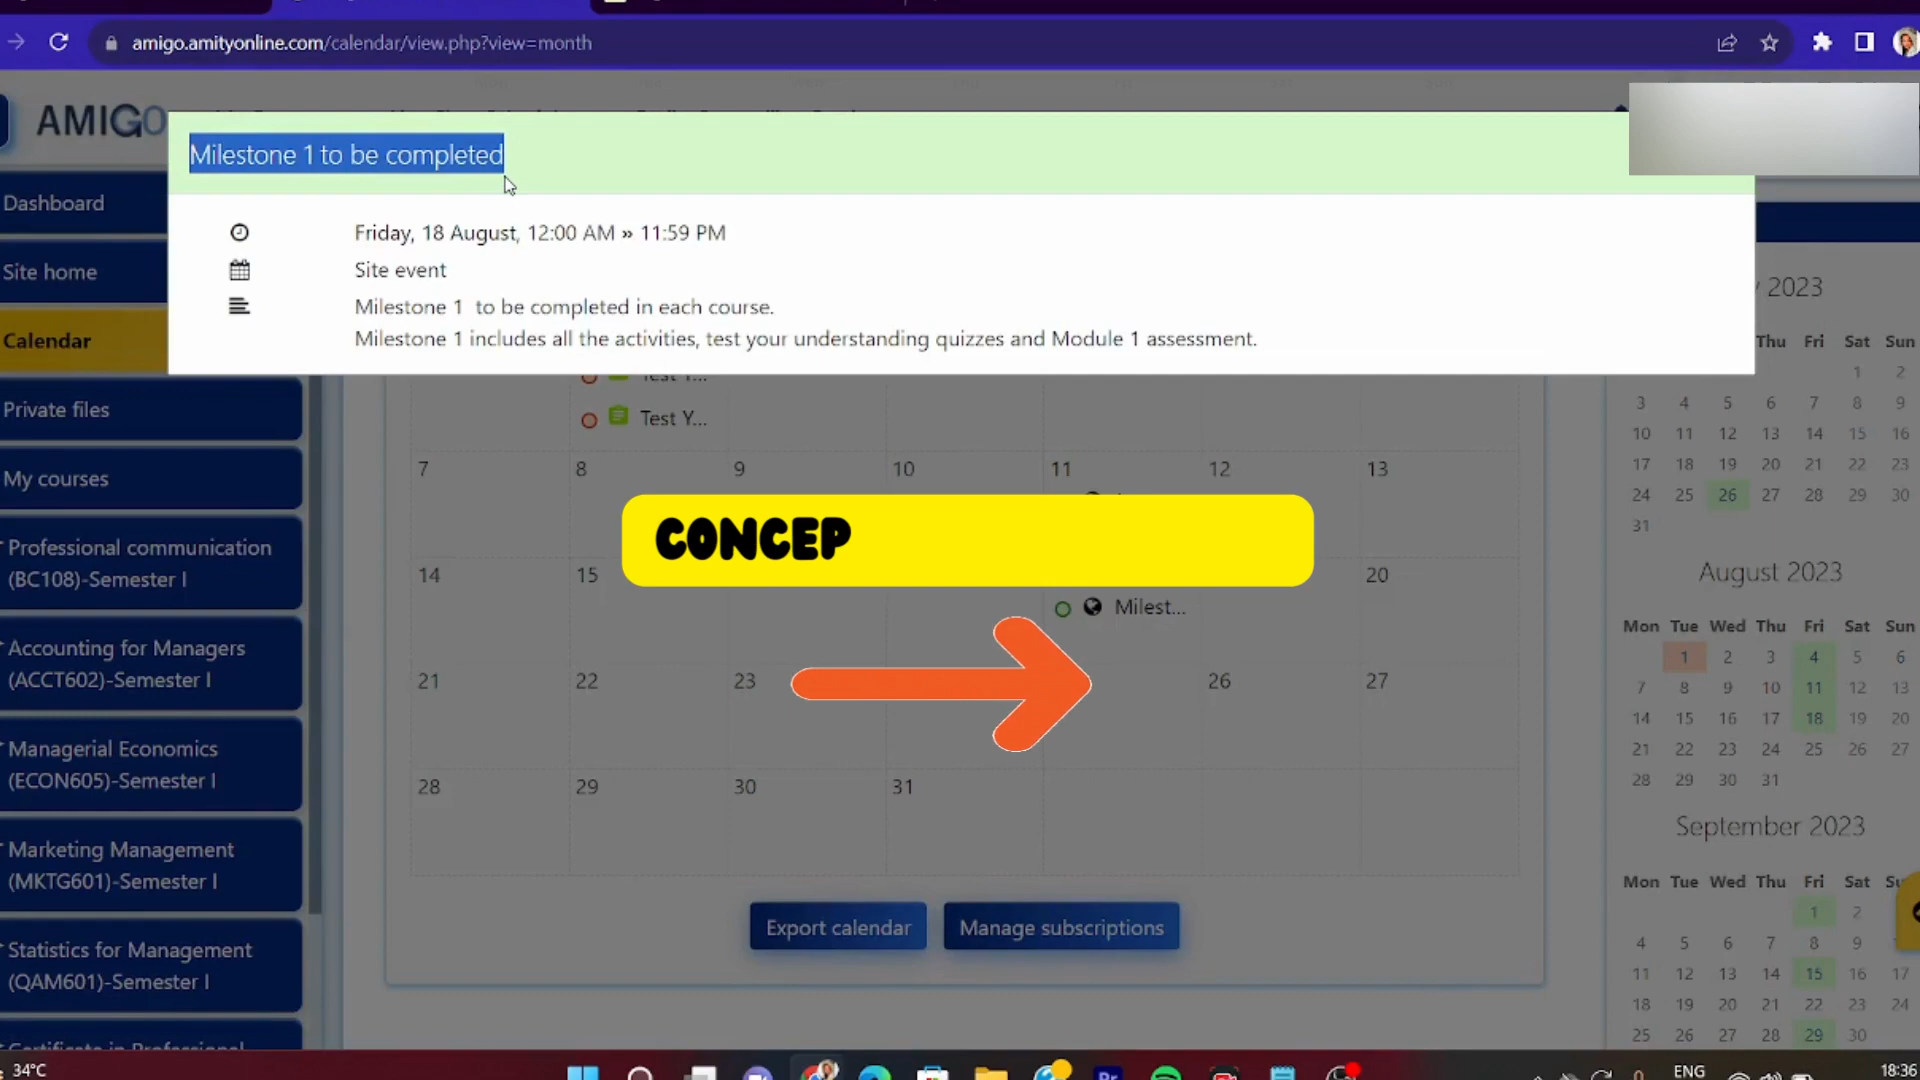 amigo.amityonline.com/calendar/view.php?view=month
AMIGO
Milestone 1 to be completed
Friday, 18 August, 12:00 AM » 11:59 PM
Site event
Milestone 1 to be completed in each course.
Milestone 1 includes all the activities, test your understanding quizzes and Module 1 assessment.
Dashboard
Site home
Calendar
Private files
My courses
Professional communication
(BC108)-Semester I
Accounting for Managers
(ACCT602)-Semester I
Managerial Economics
(ECON605)-Semester I
Marketing Management
(MKTG601)-Semester I
Statistics for Management
(QAM601)-Semester I
Certificate in Professional
Test Y...
7 8 9 10 11 12 13
CONCEP
14 15 20
Milest...
21 22 23 26 27
28 29 30 31
Export calendar
Manage subscriptions
2023
Thu Fri Sat Sun
1 2
3 4 5 6 7 8 9
10 11 12 13 14 15 16
17 18 19 20 21 22 23
24 25 26 27 28 29 30
31
August 2023
Mon Tue Wed Thu Fri Sat Sun
1 2 3 4 5 6
7 8 9 10 11 12 13
14 15 16 17 18 19 20
21 22 23 24 25 26 27
28 29 30 31
September 2023
Mon Tue Wed Thu Fri Sat
1 2
4 5 6 7 8 9
11 12 13 14 15 16 17
18 19 20 21 22 23 24
25 26 27 28 29 30
34°C
Pr
ENG
18:36